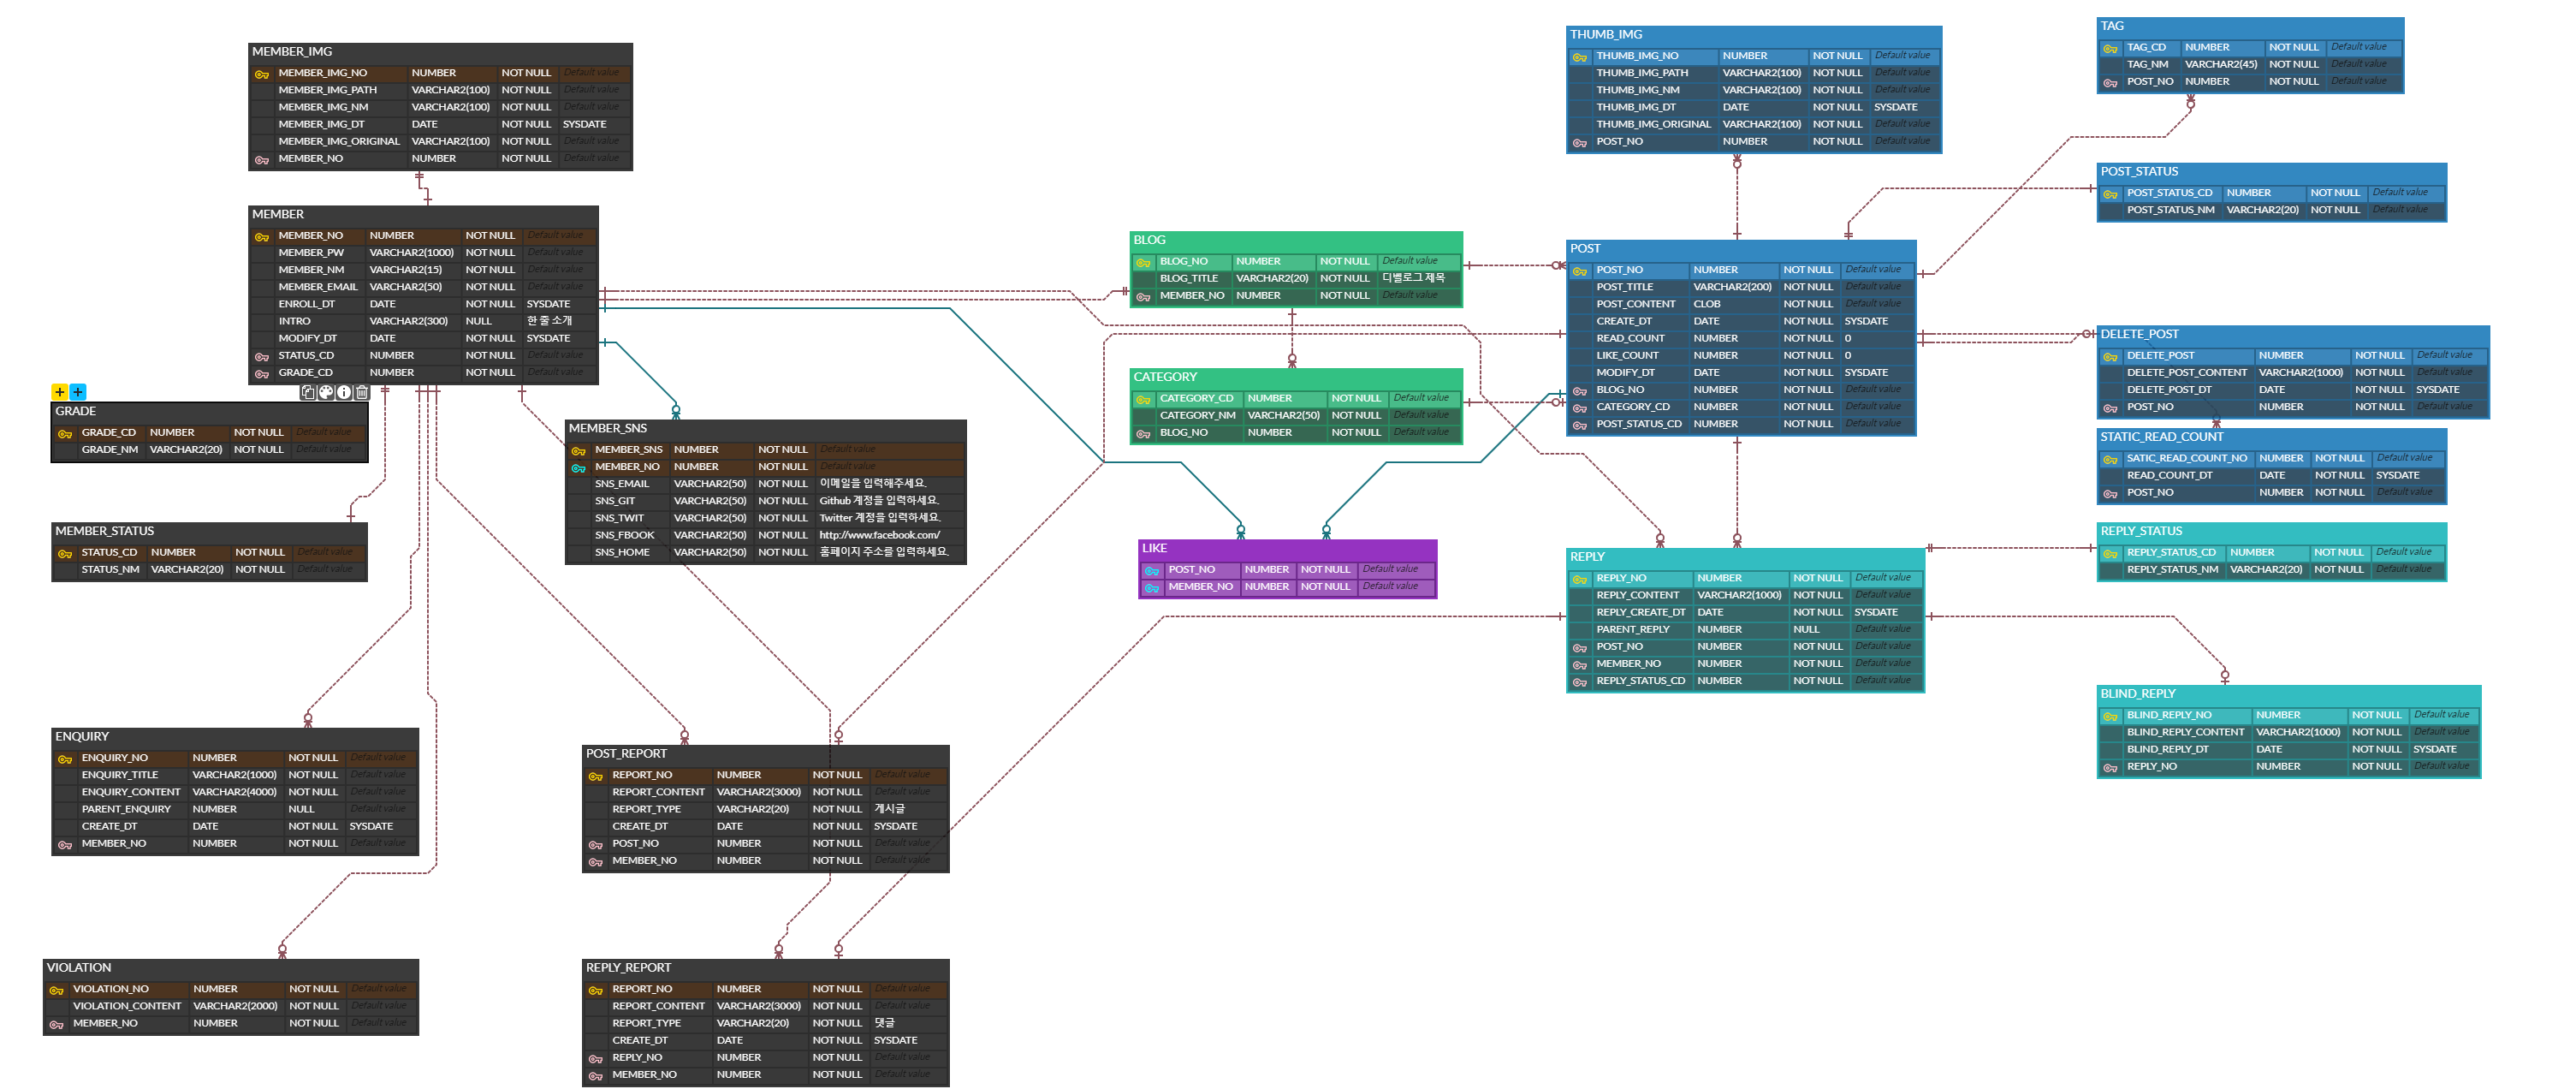 MEMBER_IMG
MEMBER_IMG_NO NUMBER NOT NULL Default value
MEMBER_IMG_PATH VARCHAR2(100) NOT NULL Default value
MEMBER_IMG_NM VARCHAR2(100) NOT NULL Default value
MEMBER_IMG_DT DATE NOT NULL SYSDATE
MEMBER_IMG_ORIGINAL VARCHAR2(100) NOT NULL Default value
MEMBER_NO NUMBER NOT NULL Default value
MEMBER
MEMBER_NO NUMBER NOT NULL Default value
MEMBER_PW VARCHAR2(1000) NOT NULL Default value
MEMBER_NM VARCHAR2(15) NOT NULL Default value
MEMBER_EMAIL VARCHAR2(50) NOT NULL Default value
ENROLL_DT DATE NOT NULL SYSDATE
INTRO VARCHAR2(300) NULL 한 줄 소개
MODIFY_DT DATE NOT NULL SYSDATE
STATUS_CD NUMBER NOT NULL Default value
GRADE_CD NUMBER NOT NULL Default value
GRADE
GRADE_CD NUMBER NOT NULL Default value
GRADE_NM VARCHAR2(20) NOT NULL Default value
MEMBER_STATUS
STATUS_CD NUMBER NOT NULL Default value
STATUS_NM VARCHAR2(20) NOT NULL Default value
MEMBER_SNS
MEMBER_SNS NUMBER NOT NULL Default value
MEMBER_NO NUMBER NOT NULL Default value
SNS_EMAIL VARCHAR2(50) NOT NULL 이메일을 입력해주세요.
SNS_GIT VARCHAR2(50) NOT NULL Github 계정을 입력하세요.
SNS_TWIT VARCHAR2(50) NOT NULL Twitter 계정을 입력하세요.
SNS_FBOOK VARCHAR2(50) NOT NULL http://www.facebook.com/
SNS_HOME VARCHAR2(50) NOT NULL 홈페이지 주소를 입력하세요.
ENQUIRY
ENQUIRY_NO NUMBER NOT NULL Default value
ENQUIRY_TITLE VARCHAR2(1000) NOT NULL Default value
ENQUIRY_CONTENT VARCHAR2(4000) NOT NULL Default value
PARENT_ENQUIRY NUMBER NULL Default value
CREATE_DT DATE NOT NULL SYSDATE
MEMBER_NO NUMBER NOT NULL Default value
VIOLATION
VIOLATION_NO NUMBER NOT NULL Default value
VIOLATION_CONTENT VARCHAR2(2000) NOT NULL Default value
MEMBER_NO NUMBER NOT NULL Default value
POST_REPORT
REPORT_NO NUMBER NOT NULL Default value
REPORT_CONTENT VARCHAR2(3000) NOT NULL Default value
REPORT_TYPE VARCHAR2(20) NOT NULL 게시글
CREATE_DT DATE NOT NULL SYSDATE
POST_NO NUMBER NOT NULL Default value
MEMBER_NO NUMBER NOT NULL Default value
REPLY_REPORT
REPORT_NO NUMBER NOT NULL Default value
REPORT_CONTENT VARCHAR2(3000) NOT NULL Default value
REPORT_TYPE VARCHAR2(20) NOT NULL 댓글
CREATE_DT DATE NOT NULL SYSDATE
REPLY_NO NUMBER NOT NULL Default value
MEMBER_NO NUMBER NOT NULL Default value
BLOG
BLOG_NO NUMBER NOT NULL Default value
BLOG_TITLE VARCHAR2(20) NOT NULL 디벨로그 제목
MEMBER_NO NUMBER NOT NULL Default value
CATEGORY
CATEGORY_CD NUMBER NOT NULL Default value
CATEGORY_NM VARCHAR2(50) NOT NULL Default value
BLOG_NO NUMBER NOT NULL Default value
LIKE
POST_NO NUMBER NOT NULL Default value
MEMBER_NO NUMBER NOT NULL Default value
THUMB_IMG
THUMB_IMG_NO NUMBER NOT NULL Default value
THUMB_IMG_PATH VARCHAR2(100) NOT NULL Default value
THUMB_IMG_NM VARCHAR2(100) NOT NULL Default value
THUMB_IMG_DT DATE NOT NULL SYSDATE
THUMB_IMG_ORIGINAL VARCHAR2(100) NOT NULL Default value
POST_NO NUMBER NOT NULL Default value
POST
POST_NO NUMBER NOT NULL Default value
POST_TITLE VARCHAR2(200) NOT NULL Default value
POST_CONTENT CLOB NOT NULL Default value
CREATE_DT DATE NOT NULL SYSDATE
READ_COUNT NUMBER NOT NULL 0
LIKE_COUNT NUMBER NOT NULL 0
MODIFY_DT DATE NOT NULL SYSDATE
BLOG_NO NUMBER NOT NULL Default value
CATEGORY_CD NUMBER NOT NULL Default value
POST_STATUS_CD NUMBER NOT NULL Default value
REPLY
REPLY_NO NUMBER NOT NULL Default value
REPLY_CONTENT VARCHAR2(1000) NOT NULL Default value
REPLY_CREATE_DT DATE NOT NULL SYSDATE
PARENT_REPLY NUMBER NULL Default value
POST_NO NUMBER NOT NULL Default value
MEMBER_NO NUMBER NOT NULL Default value
REPLY_STATUS_CD NUMBER NOT NULL Default value
TAG
TAG_CD NUMBER NOT NULL Default value
TAG_NM VARCHAR2(45) NOT NULL Default value
POST_NO NUMBER NOT NULL Default value
POST_STATUS
POST_STATUS_CD NUMBER NOT NULL Default value
POST_STATUS_NM VARCHAR2(20) NOT NULL Default value
DELETE_POST
DELETE_POST NUMBER NOT NULL Default value
DELETE_POST_CONTENT VARCHAR2(1000) NOT NULL Default value
DELETE_POST_DT DATE NOT NULL SYSDATE
POST_NO NUMBER NOT NULL Default value
STATIC_READ_COUNT
SATIC_READ_COUNT_NO NUMBER NOT NULL Default value
READ_COUNT_DT DATE NOT NULL SYSDATE
POST_NO NUMBER NOT NULL Default value
REPLY_STATUS
REPLY_STATUS_CD NUMBER NOT NULL Default value
REPLY_STATUS_NM VARCHAR2(20) NOT NULL Default value
BLIND_REPLY
BLIND_REPLY_NO NUMBER NOT NULL Default value
BLIND_REPLY_CONTENT VARCHAR2(1000) NOT NULL Default value
BLIND_REPLY_DT DATE NOT NULL SYSDATE
REPLY_NO NUMBER NOT NULL Default value